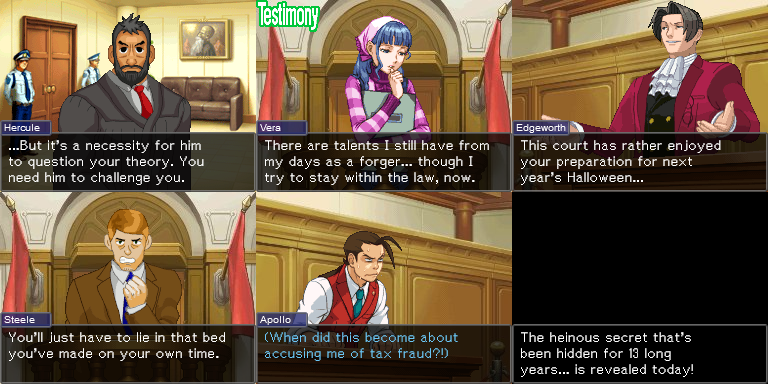 Hercule
...But it's a necessity for him
to question your theory. You
need him to challenge you.
Testimony
Vera
There are talents I still have from
my days as a forger... though I
try to stay within the law, now.
Edgeworth
This court has rather enjoyed
your preparation for next
year's Halloween...
Steele
You'll just have to lie in that bed
you've made on your own time.
Apollo
(When did this become about
accusing me of tax fraud?!)
The heinous secret that's
been hidden for 13 long
years... is revealed today!